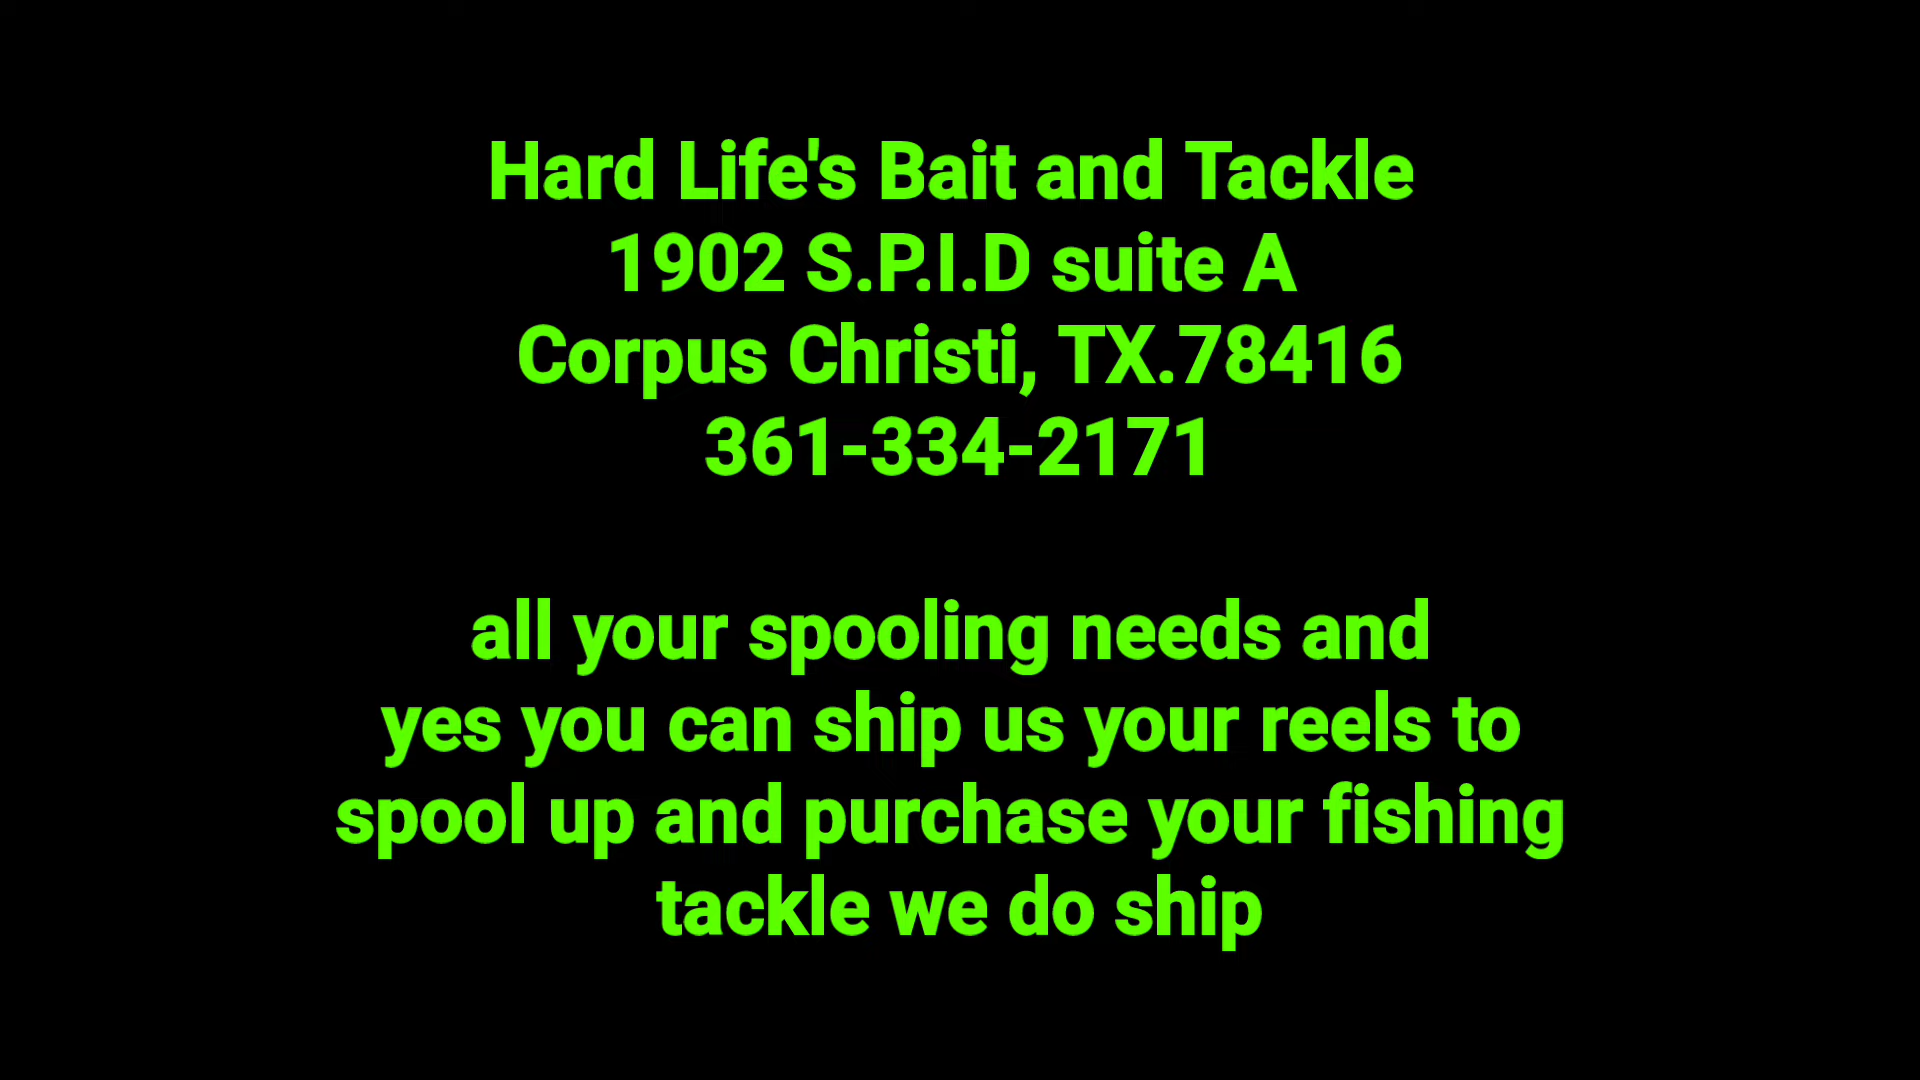 Hard Life's Bait and Tackle
1902 S.P.I.D suite A
Corpus Christi, TX.78416
361-334-2171
all your spooling needs and
yes you can ship us your reels to
spool up and purchase your fishing
tackle we do ship